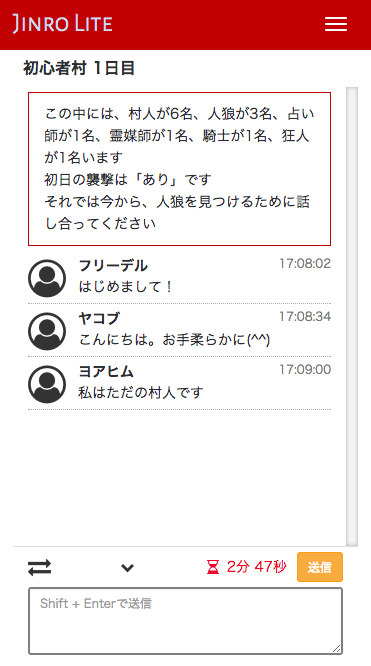 JINRO LITE
初心者村 1日目
この中には、村人が6名、人狼が3名、占い
師が1名、霊媒師が1名、騎士が1名、狂人
が1名います
初日の襲撃は「あり」です
それでは今から、人狼を見つけるために話
し合ってください
フリーデル 17:08:02
はじめまして！
ヤコブ 17:08:34
こんにちは。お手柔らかに(^^)
ヨアヒム 17:09:00
私はただの村人です
2分 47秒 送信
Shift + Enterで送信